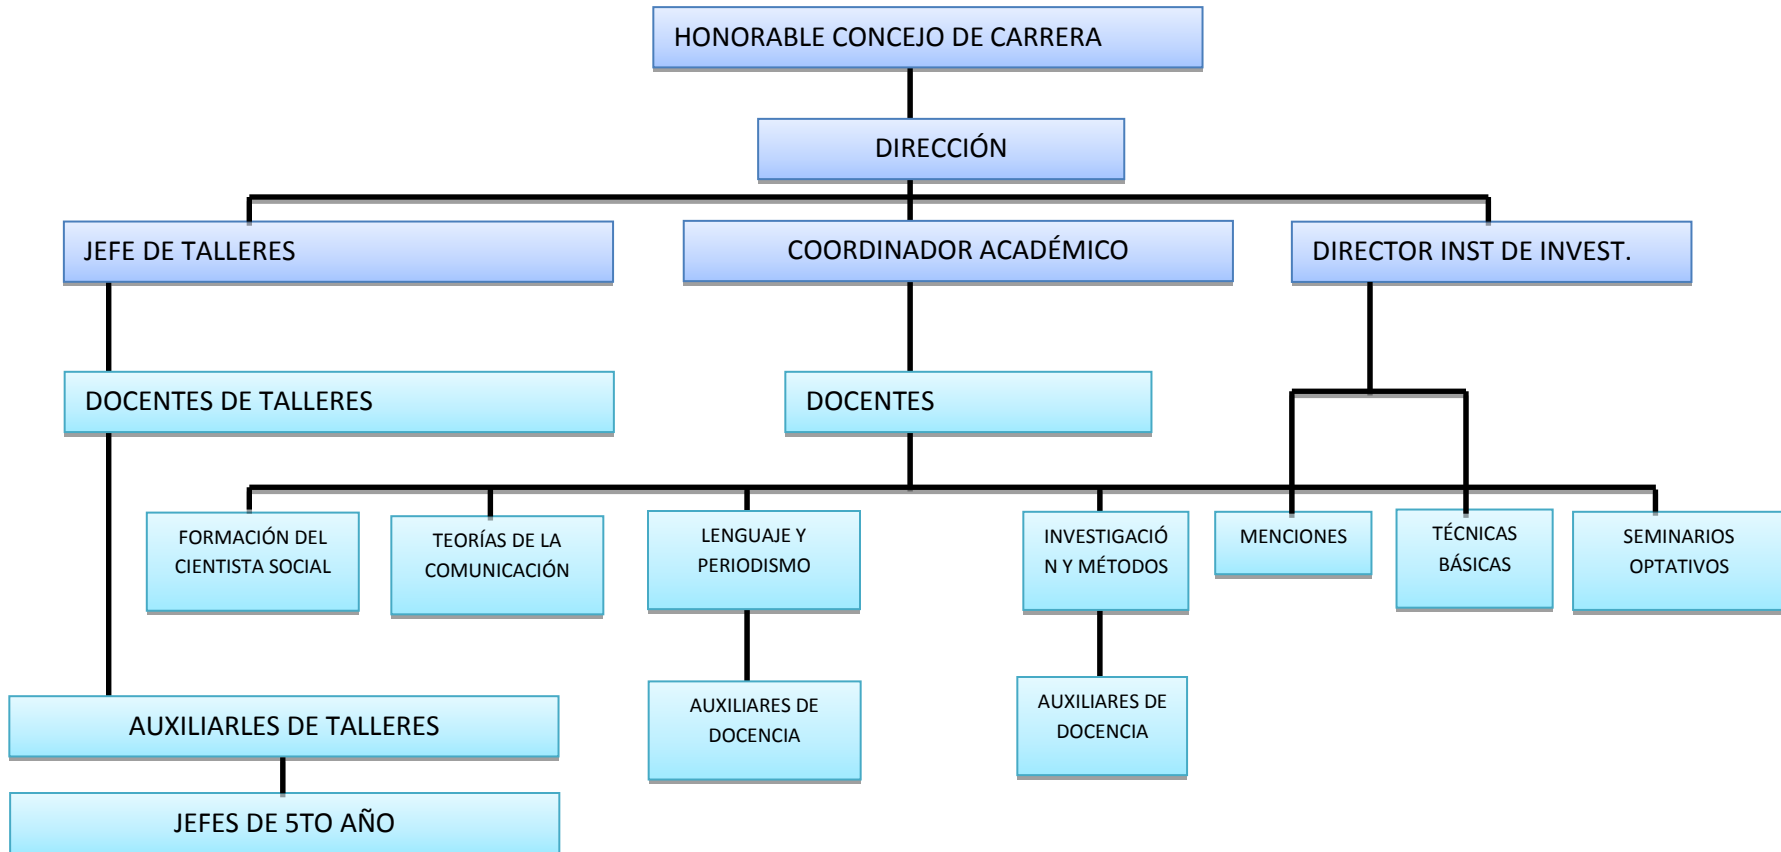 HONORABLE CONCEJO DE CARRERA
DIRECCIÓN
JEFE DE TALLERES
COORDINADOR ACADÉMICO
DIRECTOR INST DE INVEST.
DOCENTES DE TALLERES
DOCENTES
FORMACIÓN DEL
CIENTISTA SOCIAL
TEORÍAS DE LA
COMUNICACIÓN
LENGUAJE Y
PERIODISMO
INVESTIGACIÓ
N Y MÉTODOS
MENCIONES
TÉCNICAS
BÁSICAS
SEMINARIOS
OPTATIVOS
AUXILIARLES DE TALLERES
AUXILIARES DE
DOCENCIA
AUXILIARES DE
DOCENCIA
JEFES DE 5TO AÑO